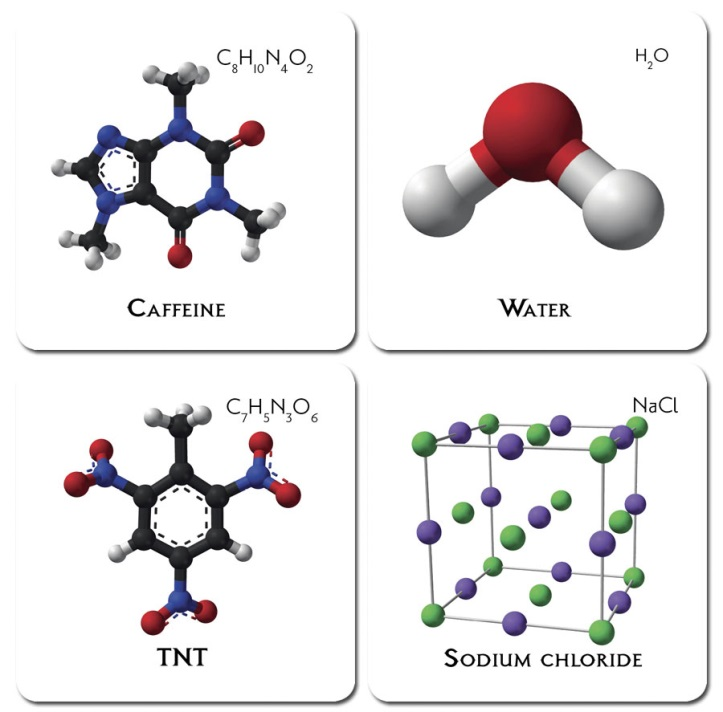 C₈H₁₀N₄O₂
CAFFEINE
H₂O
WATER
C₇H₅N₃O₆
TNT
NaCl
SODIUM CHLORIDE